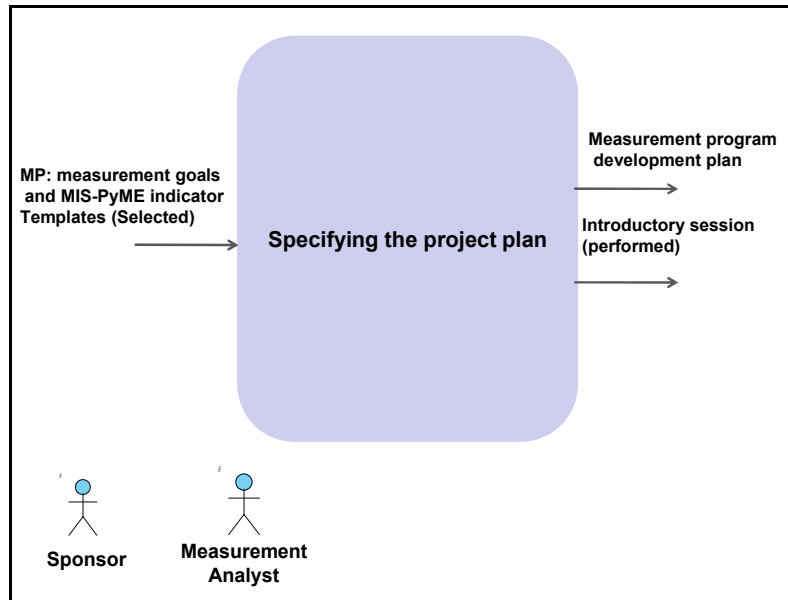 MP: measurement goals
and MIS-PyME indicator
Templates (Selected)
Specifying the project plan
Measurement program
development plan
Introductory session
(performed)
Sponsor
Measurement
Analyst